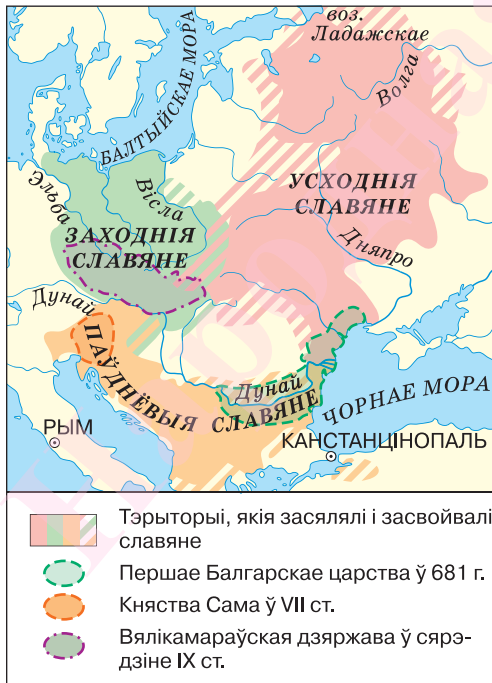 воз.
Ладажскае
Волга
БАЛТЫЙСКАЕ МОРА
Эльба
Вісла
УСХОДНІЯ
СЛАВЯНЕ
ЗАХОДНІЯ
СЛАВЯНЕ
Дняпро
Дунай
ПАЎДНЁВЫЯ СЛАВЯНЕ
Дунай
ЧОРНАЕ МОРА
РЫМ
КАНСТАНЦІНОПАЛЬ
Тэрыторыі, якія засялялі і засвойвалі
славяне
Першае Балгарскае царства ў 681 г.
Княства Сама ў VII ст.
Вялікамараўская дзяржава ў сярэ-
дзіне IX ст.